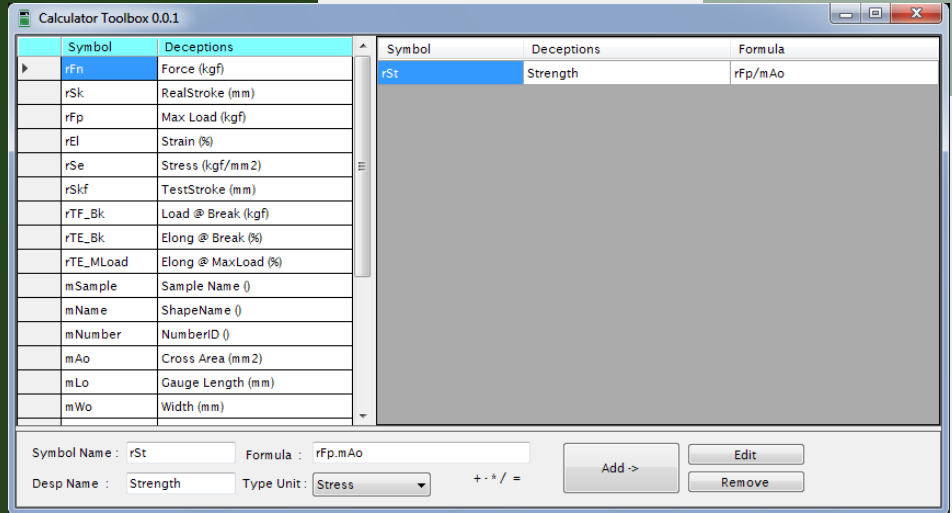 Calculator Toolbox 0.0.1
Symbol Deceptions
rFn Force (kgf)
rSk RealStroke (mm)
rFp Max Load (kgf)
rEl Strain (%)
rSe Stress (kgf/mm2)
rSkf TestStroke (mm)
rTF_Bk Load @ Break (kgf)
rTE_Bk Elong @ Break (%)
rTE_MLoad Elong @ MaxLoad (%)
mSample Sample Name ()
mName ShapeName ()
mNumber NumberID ()
mAo Cross Area (mm2)
mLo Gauge Length (mm)
mWo Width (mm)
Symbol Deceptions Formula
rSt Strength rFp/mAo
Symbol Name : rSt Formula : rFp.mAo
Desp Name : Strength Type Unit : Stress + - * / =
Add ->
Edit
Remove